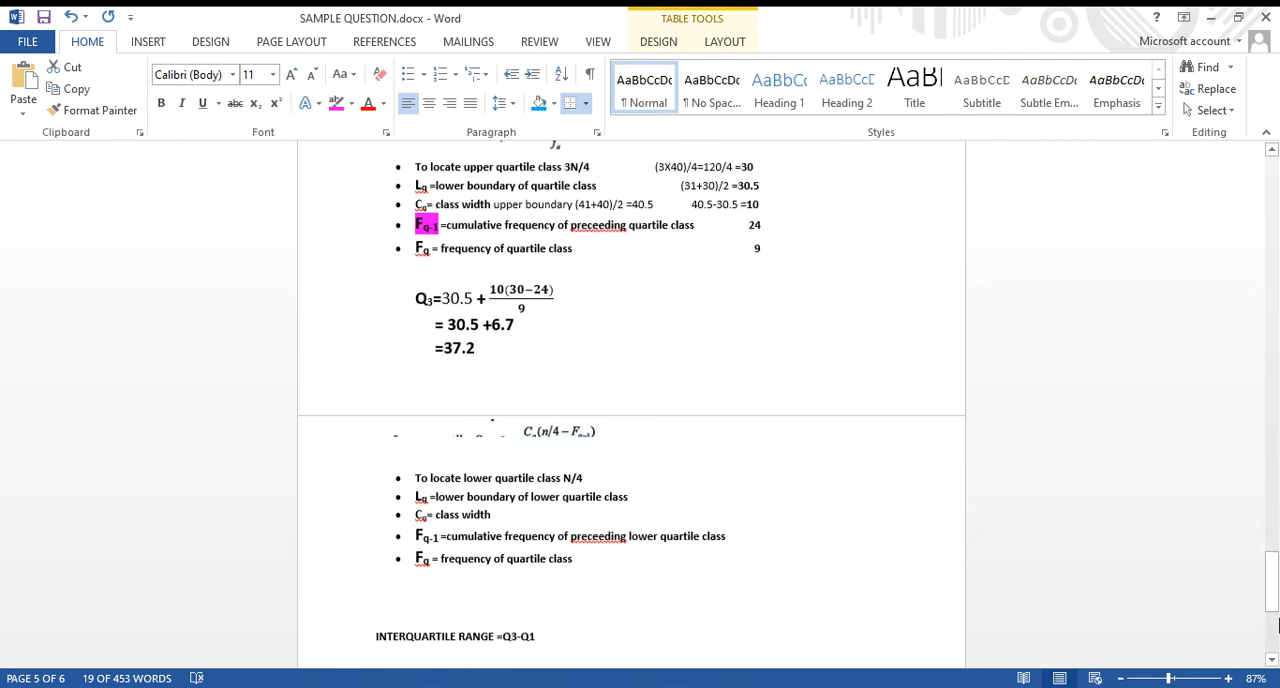 SAMPLE QUESTION.docx - Word
TABLE TOOLS
FILE HOME INSERT DESIGN PAGE LAYOUT REFERENCES MAILINGS REVIEW VIEW DESIGN LAYOUT Microsoft account
Paste Cut Copy Format Painter
Calibri (Body) 11
AaBbCcDc AaBbCcDc AaBbCc AaBbCcC AaBl AaBbCcC AaBbCcDc AaBbCcDc
¶ Normal ¶ No Spac... Heading 1 Heading 2 Title Subtitle Subtle Em... Emphasis
Find Replace Select
Clipboard Font Paragraph Styles Editing
• To locate upper quartile class 3N/4 (3X40)/4=120/4 =30
• Lq =lower boundary of quartile class (31+30)/2 =30.5
• Cq= class width upper boundary (41+40)/2 =40.5 40.5-30.5 =10
• Fq-1 =cumulative frequency of preceeding quartile class 24
• Fq = frequency of quartile class 9
Q3=30.5 + 10(30−24)
9
= 30.5 +6.7
=37.2
Cq(n/4 − Fq−1)
• To locate lower quartile class N/4
• Lq =lower boundary of lower quartile class
• Cq= class width
• Fq-1 =cumulative frequency of preceeding lower quartile class
• Fq = frequency of quartile class
INTERQUARTILE RANGE =Q3-Q1
PAGE 5 OF 6 19 OF 453 WORDS 87%